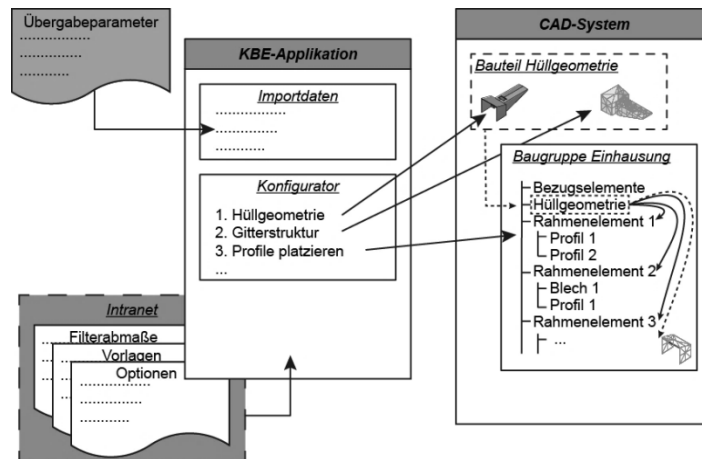 Übergabeparameter
KBE-Applikation
Importdaten
Konfigurator
1. Hüllgeometrie
2. Gitterstruktur
3. Profile platzieren
...
Intranet
Filterabmaße
Vorlagen
Optionen
CAD-System
Bauteil Hüllgeometrie
Baugruppe Einhausung
Bezugselemente
Hüllgeometrie
Rahmenelement 1
Profil 1
Profil 2
Rahmenelement 2
Blech 1
Profil 1
Rahmenelement 3
...